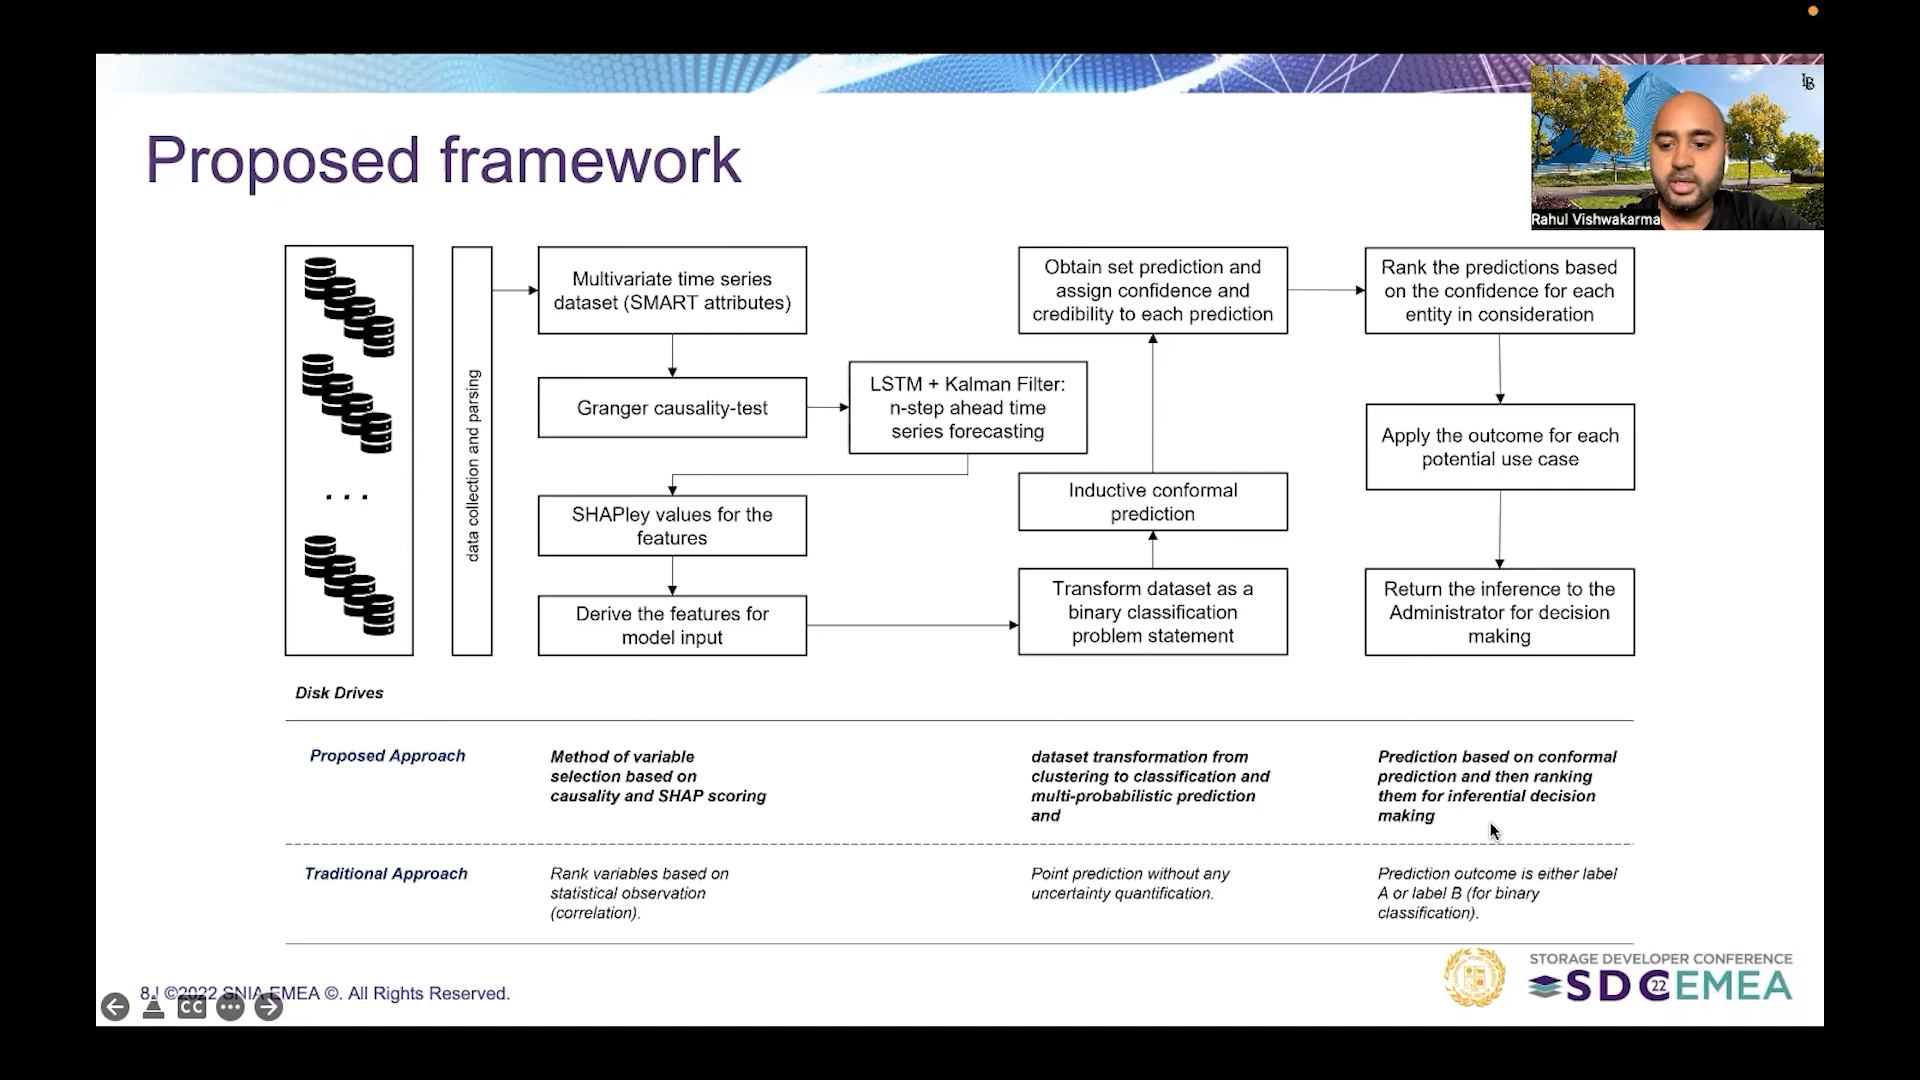 Proposed framework
Rahul Vishwakarma
data collection and parsing
Multivariate time series
dataset (SMART attributes)
Granger causality-test
LSTM + Kalman Filter:
n-step ahead time
series forecasting
SHAPley values for the
features
Derive the features for
model input
Obtain set prediction and
assign confidence and
credibility to each prediction
Inductive conformal
prediction
Transform dataset as a
binary classification
problem statement
Rank the predictions based
on the confidence for each
entity in consideration
Apply the outcome for each
potential use case
Return the inference to the
Administrator for decision
making
. . .
Disk Drives
Proposed Approach
Method of variable
selection based on
causality and SHAP scoring
dataset transformation from
clustering to classification and
multi-probabilistic prediction
and
Prediction based on conformal
prediction and then ranking
them for inferential decision
making
Traditional Approach
Rank variables based on
statistical observation
(correlation).
Point prediction without any
uncertainty quantification.
Prediction outcome is either label
A or label B (for binary
classification).
8 | ©2022 SNIA EMEA ©. All Rights Reserved.
CC
STORAGE DEVELOPER CONFERENCE
SDC 22 EMEA